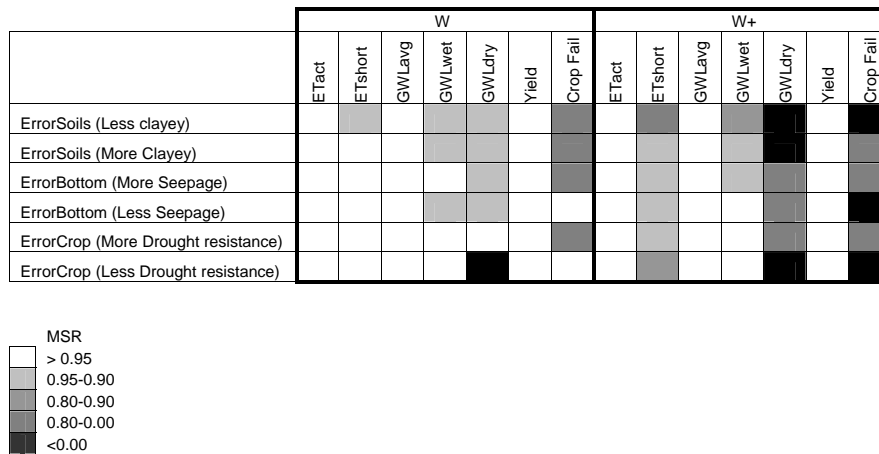 W W+
ETact ETshort GWLavg GWLwet GWLdry Yield Crop Fail ETact ETshort GWLavg GWLwet GWLdry Yield Crop Fail
ErrorSoils (Less clayey)
ErrorSoils (More Clayey)
ErrorBottom (More Seepage)
ErrorBottom (Less Seepage)
ErrorCrop (More Drought resistance)
ErrorCrop (Less Drought resistance)
MSR
> 0.95
0.95-0.90
0.80-0.90
0.80-0.00
<0.00